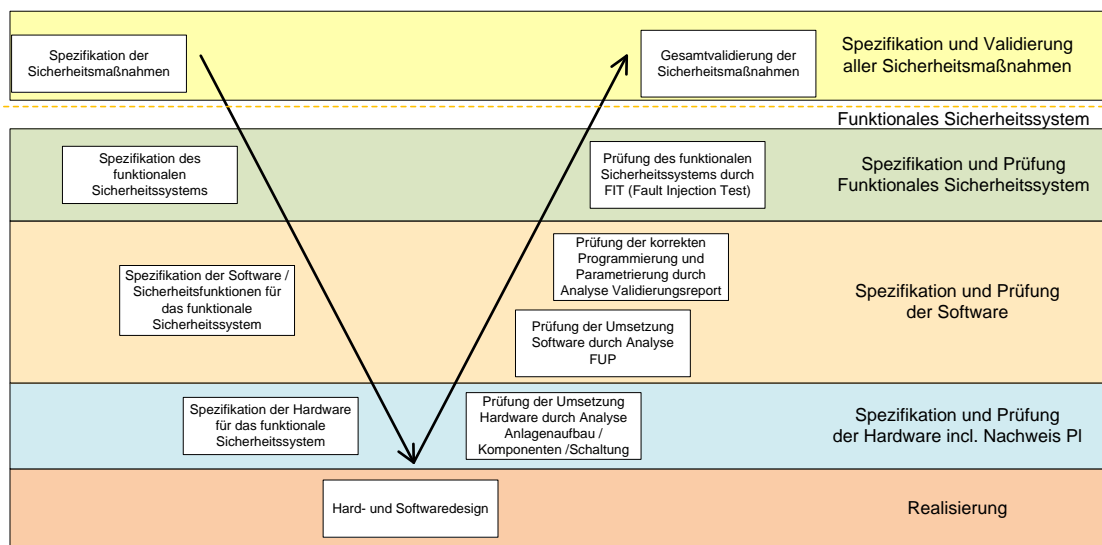 Spezifikation der
Sicherheitsmaßnahmen
Gesamtvalidierung der
Sicherheitsmaßnahmen
Spezifikation und Validierung
aller Sicherheitsmaßnahmen
Funktionales Sicherheitssystem
Spezifikation des
funktionalen
Sicherheitssystems
Prüfung des funktionalen
Sicherheitssystems durch
FIT (Fault Injection Test)
Spezifikation und Prüfung
Funktionales Sicherheitssystem
Spezifikation der Software /
Sicherheitsfunktionen für
das funktionale
Sicherheitssystem
Prüfung der korrekten
Programmierung und
Parametrierung durch
Analyse Validierungsreport
Prüfung der Umsetzung
Software durch Analyse
FUP
Spezifikation und Prüfung
der Software
Spezifikation der Hardware
für das funktionale
Sicherheitssystem
Prüfung der Umsetzung
Hardware durch Analyse
Anlagenaufbau /
Komponenten /Schaltung
Spezifikation und Prüfung
der Hardware incl. Nachweis Pl
Hard- und Softwaredesign
Realisierung